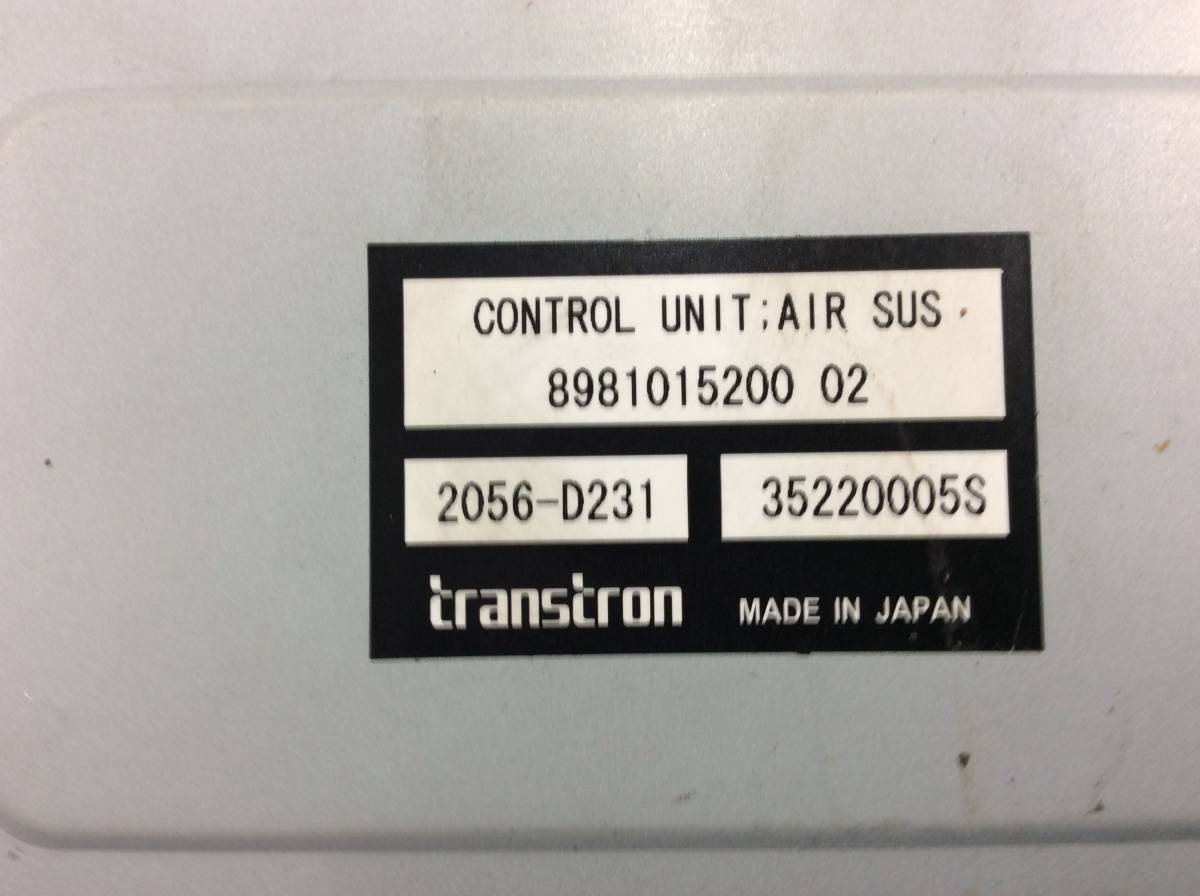 CONTROL UNIT;AIR SUS
8981015200 02
2056-D231 35220005S
transtron MADE IN JAPAN